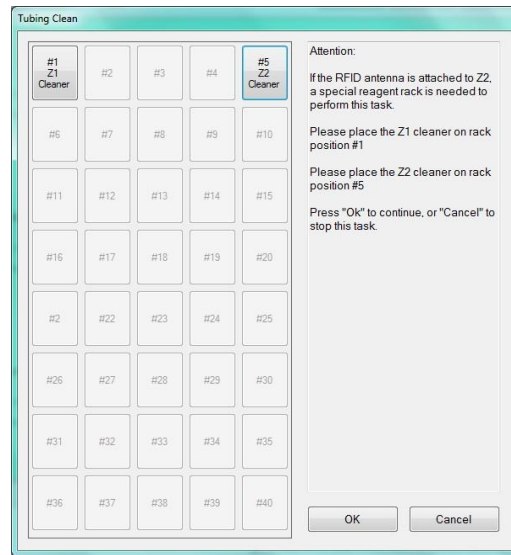 Tubing Clean
#1
Z1
Cleaner
#2
#3
#4
#5
Z2
Cleaner
#6
#7
#8
#9
#10
#11
#12
#13
#14
#15
#16
#17
#18
#19
#20
#2
#22
#23
#24
#25
#26
#27
#28
#29
#30
#31
#32
#33
#34
#35
#36
#37
#38
#39
#40
Attention:
If the RFID antenna is attached to Z2,
a special reagent rack is needed to
perform this task.
Please place the Z1 cleaner on rack
position #1
Please place the Z2 cleaner on rack
position #5
Press "Ok" to continue, or "Cancel" to
stop this task.
OK
Cancel